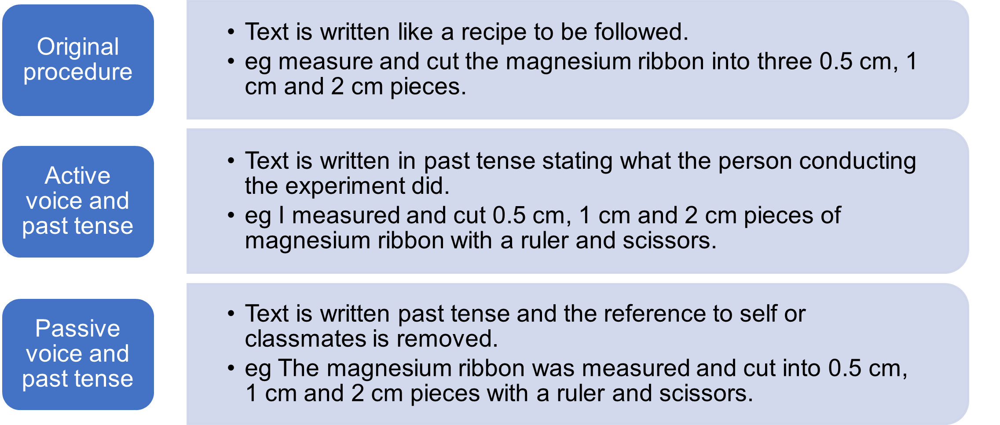 Original
procedure
• Text is written like a recipe to be followed.
• eg measure and cut the magnesium ribbon into three 0.5 cm, 1
cm and 2 cm pieces.
Active
voice and
past tense
• Text is written in past tense stating what the person conducting
the experiment did.
• eg I measured and cut 0.5 cm, 1 cm and 2 cm pieces of
magnesium ribbon with a ruler and scissors.
Passive
voice and
past tense
• Text is written past tense and the reference to self or
classmates is removed.
• eg The magnesium ribbon was measured and cut into 0.5 cm,
1 cm and 2 cm pieces with a ruler and scissors.